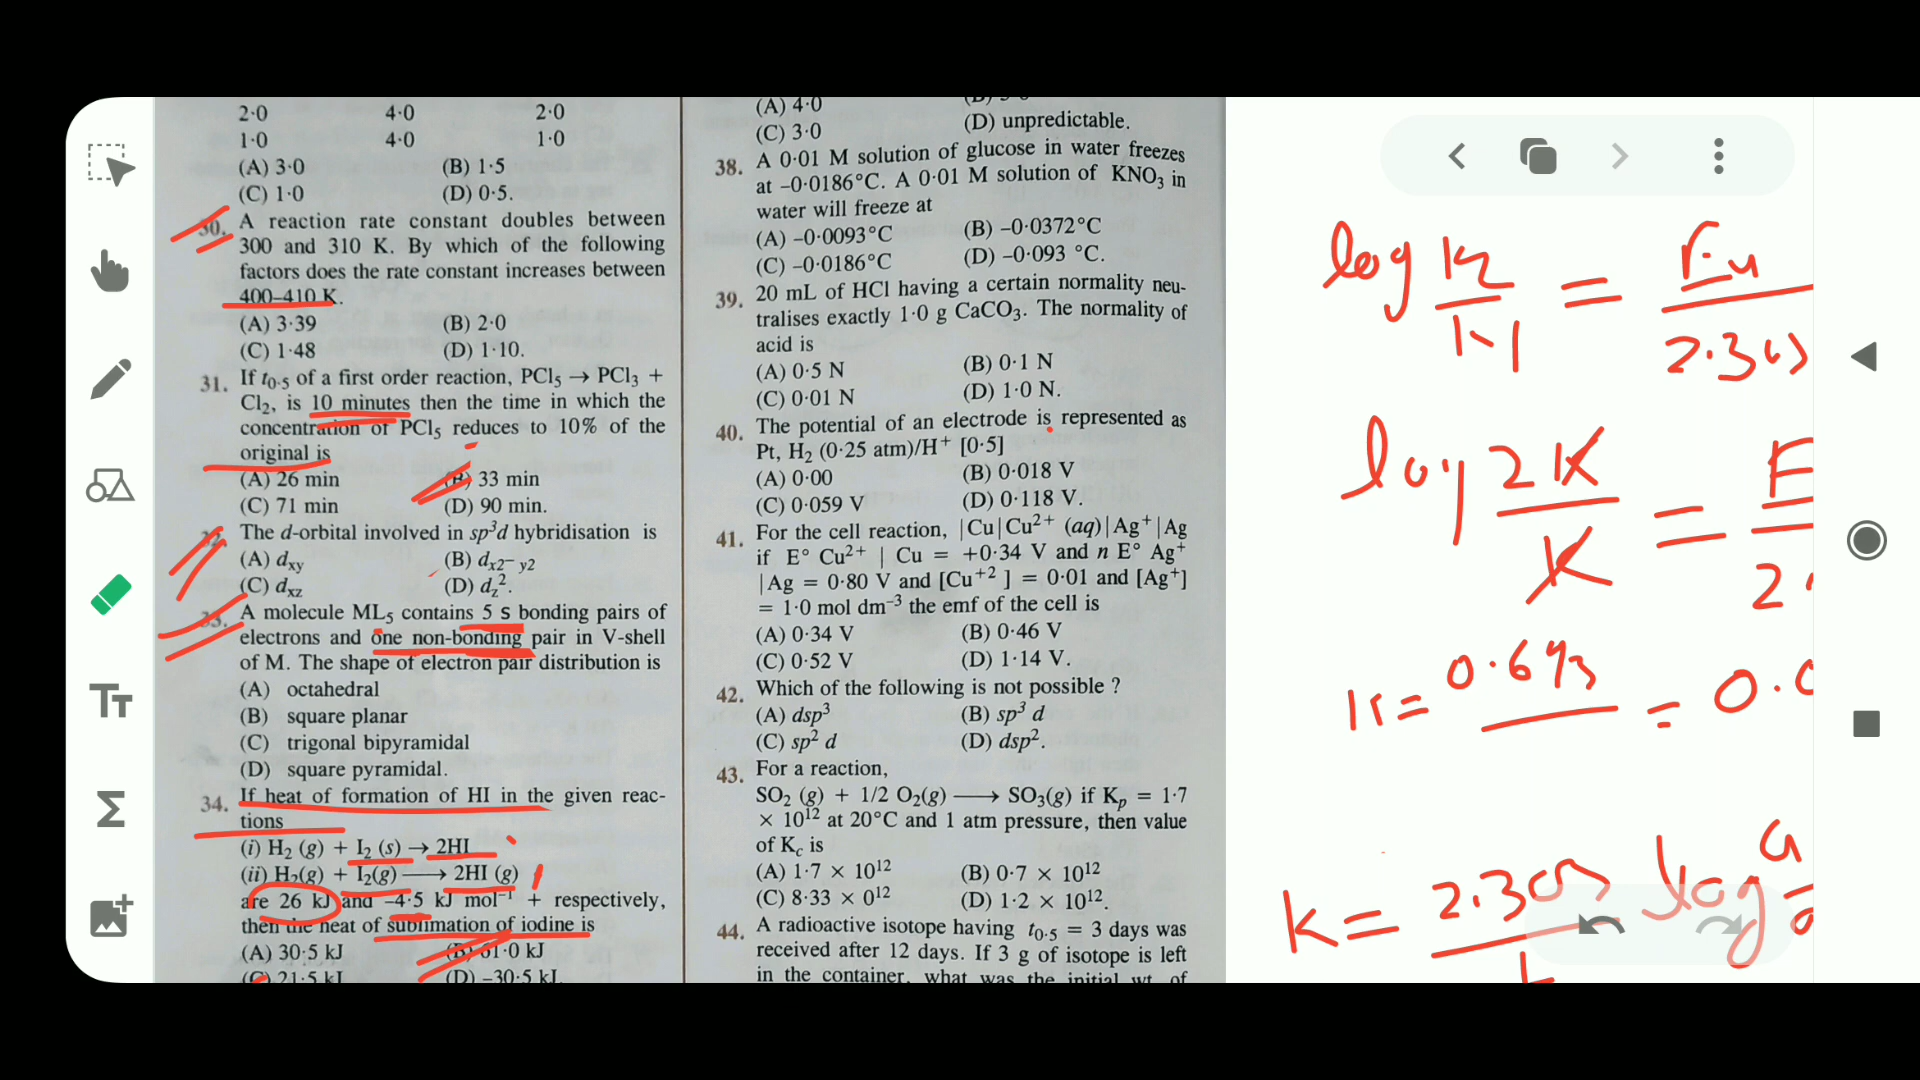 2·0 4·0 2·0
1·0 4·0 1·0
(A) 3·0 (B) 1·5
(C) 1·0 (D) 0·5.
30. A reaction rate constant doubles between
300 and 310 K. By which of the following
factors does the rate constant increases between
400–410 K.
(A) 3·39 (B) 2·0
(C) 1·48 (D) 1·10.
31. If t₀.₅ of a first order reaction, PCl₅ → PCl₃ +
Cl₂, is 10 minutes then the time in which the
concentration of PCl₅ reduces to 10% of the
original is
(A) 26 min (B) 33 min
(C) 71 min (D) 90 min.
32. The d-orbital involved in sp³d hybridisation is
(A) dxy (B) dx2– y2
(C) dxz (D) dz².
33. A molecule ML₅ contains 5 s bonding pairs of
electrons and one non-bonding pair in V-shell
of M. The shape of electron pair distribution is
(A) octahedral
(B) square planar
(C) trigonal bipyramidal
(D) square pyramidal.
34. If heat of formation of HI in the given reac-
tions
(i) H₂ (g) + I₂ (s) → 2HI
(ii) H₂(g) + I₂(g) ⟶ 2HI (g)
are 26 kJ and –4·5 kJ mol⁻¹ + respectively,
then the heat of sublimation of iodine is
(A) 30·5 kJ (B) 61·0 kJ
(C) 21·5 kJ (D) –30·5 kJ.
(A) 4·0
(C) 3·0 (D) unpredictable.
38. A 0·01 M solution of glucose in water freezes
at –0·0186°C. A 0·01 M solution of KNO₃ in
water will freeze at
(A) –0·0093°C (B) –0·0372°C
(C) –0·0186°C (D) –0·093 °C.
39. 20 mL of HCl having a certain normality neu-
tralises exactly 1·0 g CaCO₃. The normality of
acid is
(A) 0·5 N (B) 0·1 N
(C) 0·01 N (D) 1·0 N.
40. The potential of an electrode is represented as
Pt, H₂ (0·25 atm)/H⁺ [0·5]
(A) 0·00 (B) 0·018 V
(C) 0·059 V (D) 0·118 V.
41. For the cell reaction, |Cu|Cu²⁺ (aq)|Ag⁺|Ag
if E° Cu²⁺ | Cu = +0·34 V and n E° Ag⁺
|Ag = 0·80 V and [Cu⁺²] = 0·01 and [Ag⁺]
= 1·0 mol dm⁻³ the emf of the cell is
(A) 0·34 V (B) 0·46 V
(C) 0·52 V (D) 1·14 V.
42. Which of the following is not possible ?
(A) dsp³ (B) sp³ d
(C) sp² d (D) dsp².
43. For a reaction,
SO₂ (g) + 1/2 O₂(g) ⟶ SO₃(g) if Kp = 1·7
× 10¹² at 20°C and 1 atm pressure, then value
of Kc is
(A) 1·7 × 10¹² (B) 0·7 × 10¹²
(C) 8·33 × 0¹² (D) 1·2 × 10¹².
44. A radioactive isotope having t₀.₅ = 3 days was
received after 12 days. If 3 g of isotope is left
in the container, what was the initial wt. of
log K2 / K1 = Ea / 2.303
log 2K / K = E / 2.
K = 0.693 / = 0.0
K = 2.303 / t log a
Tт
Σ